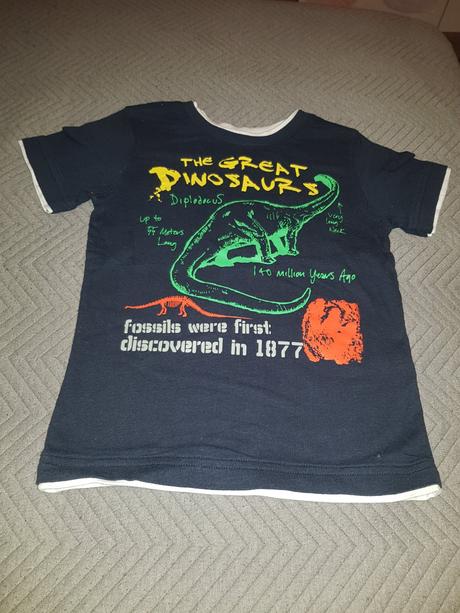 THE GREAT
DINOSAURS
Diplodocus
up to
Meters
Long
Very
Long
Neck
140 Million Years Ago
fossils were first
discovered in 1877